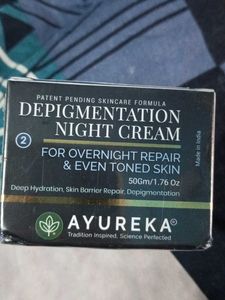 PATENT PENDING SKINCARE FORMULA
DEPIGMENTATION
NIGHT CREAM
2
FOR OVERNIGHT REPAIR
& EVEN TONED SKIN
50Gm/1.76 Oz
Deep Hydration, Skin Barrier Repair, Depigmentation
Made in India
AYUREKA
Tradition Inspired. Science Perfected